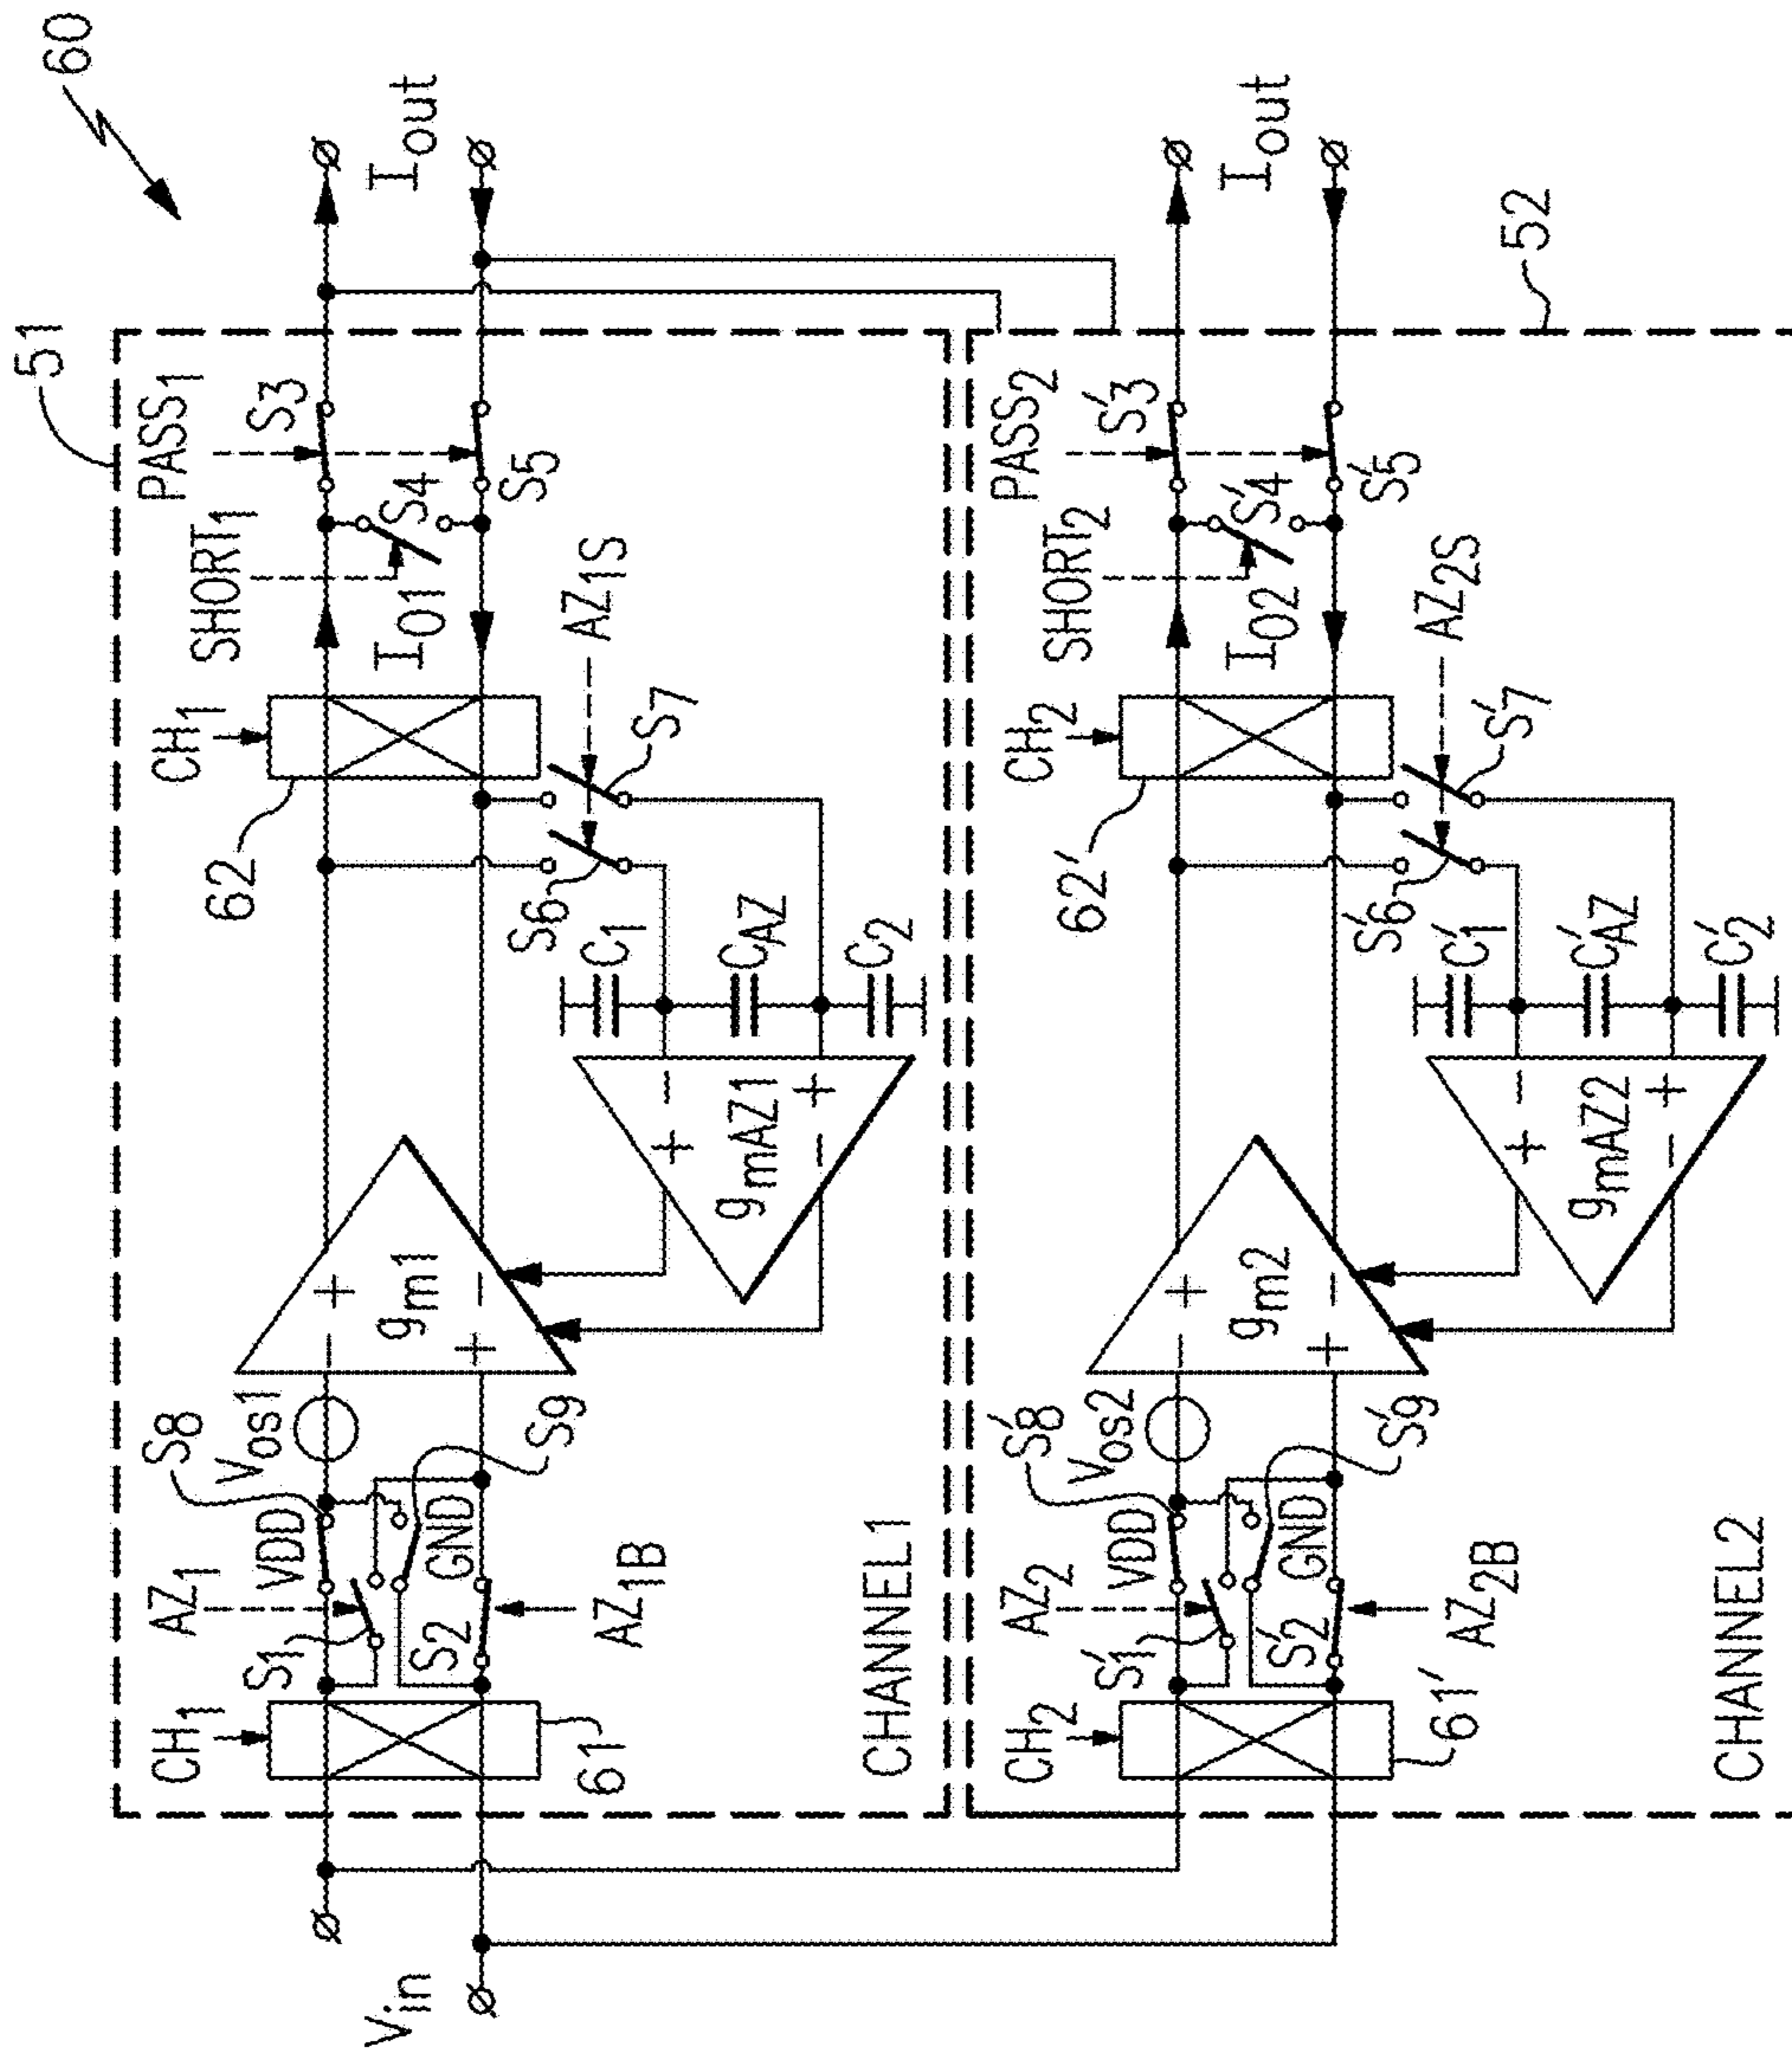 60
51
CH₁
AZ₁
S8
VDD
Vos1
S1
S2
GND
S9
AZ1B
61
gm1
− +
+ −
62
CH₁
SHORT₁
PASS₁
S3
S4
S5
IO1
Iout
AZ1S
S6
S7
C₁
CAZ
C₂
gmAZ1
+ −
− +
CHANNEL1
Vin
52
CH₂
AZ₂
S'8
VDD
Vos2
S'1
S'2
GND
S'9
AZ2B
61'
gm2
− +
+ −
62'
CH₂
SHORT₂
PASS₂
S'3
S'4
S'5
IO2
Iout
AZ2S
S'6
S'7
C'₁
C'AZ
C'₂
gmAZ2
+ −
− +
CHANNEL2